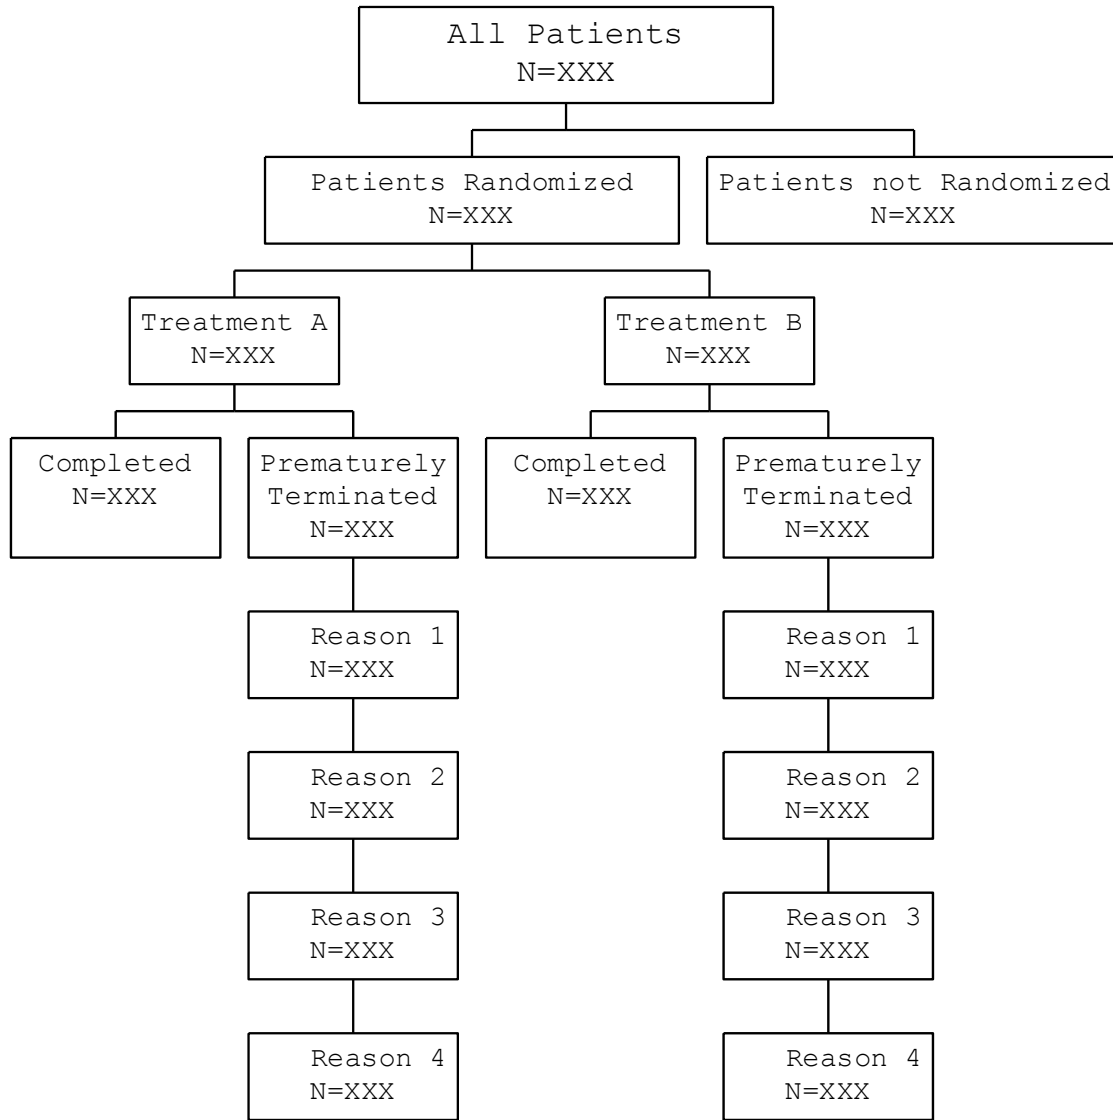 All Patients
N=XXX
Patients Randomized
N=XXX
Patients not Randomized
N=XXX
Treatment A
N=XXX
Treatment B
N=XXX
Completed
N=XXX
Prematurely
Terminated
N=XXX
Completed
N=XXX
Prematurely
Terminated
N=XXX
Reason 1
N=XXX
Reason 1
N=XXX
Reason 2
N=XXX
Reason 2
N=XXX
Reason 3
N=XXX
Reason 3
N=XXX
Reason 4
N=XXX
Reason 4
N=XXX